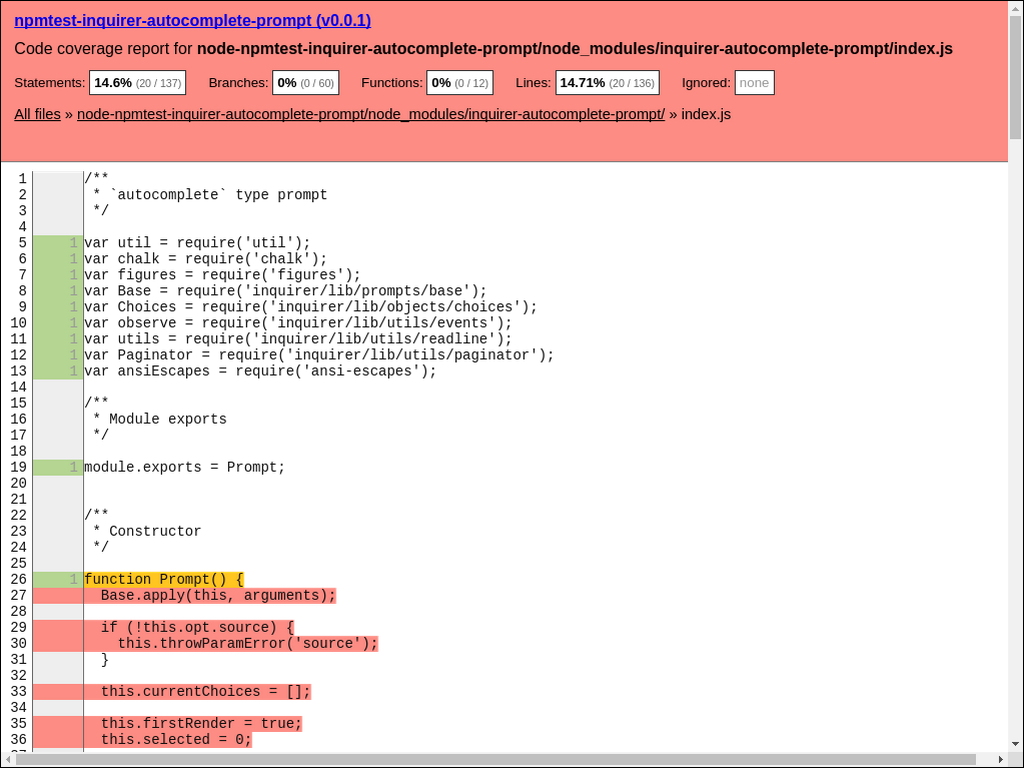 npmtest-inquirer-autocomplete-prompt (v0.0.1)
Code coverage report for node-npmtest-inquirer-autocomplete-prompt/node_modules/inquirer-autocomplete-prompt/index.js
Statements: 14.6% (20 / 137) Branches: 0% (0 / 60) Functions: 0% (0 / 12) Lines: 14.71% (20 / 136) Ignored: none
All files » node-npmtest-inquirer-autocomplete-prompt/node_modules/inquirer-autocomplete-prompt/ » index.js
1 /**
2  * `autocomplete` type prompt
3  */
4
5 1 var util = require('util');
6 1 var chalk = require('chalk');
7 1 var figures = require('figures');
8 1 var Base = require('inquirer/lib/prompts/base');
9 1 var Choices = require('inquirer/lib/objects/choices');
10 1 var observe = require('inquirer/lib/utils/events');
11 1 var utils = require('inquirer/lib/utils/readline');
12 1 var Paginator = require('inquirer/lib/utils/paginator');
13 1 var ansiEscapes = require('ansi-escapes');
14
15 /**
16  * Module exports
17  */
18
19 1 module.exports = Prompt;
20
21
22 /**
23  * Constructor
24  */
25
26 1 function Prompt() {
27   Base.apply(this, arguments);
28
29   if (!this.opt.source) {
30     this.throwParamError('source');
31   }
32
33   this.currentChoices = [];
34
35   this.firstRender = true;
36   this.selected = 0;